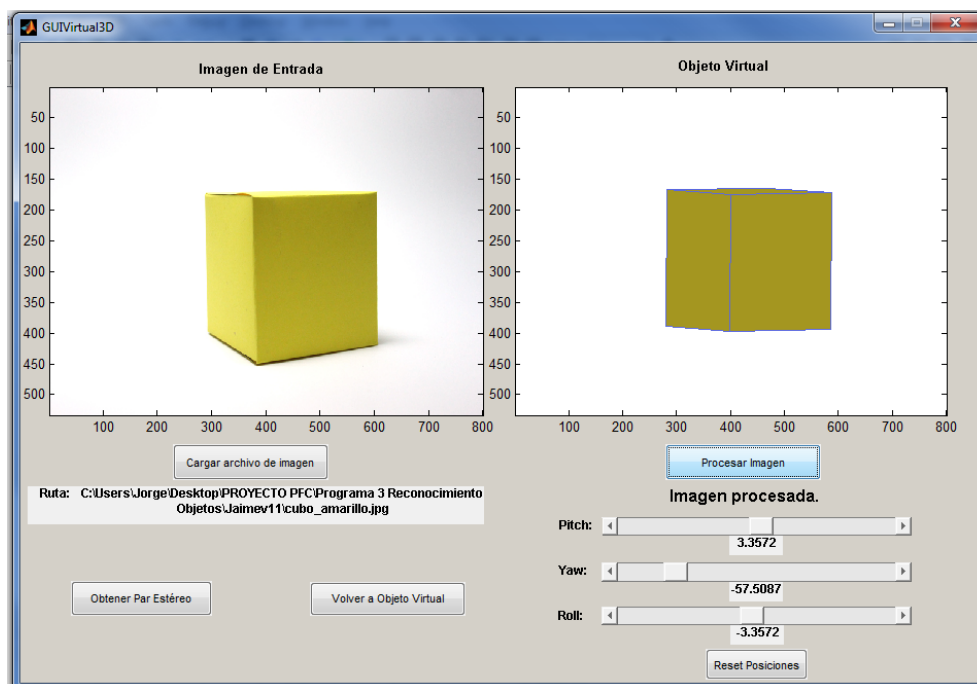 GUIVirtual3D
Imagen de Entrada
50
100
150
200
250
300
350
400
450
500
100 200 300 400 500 600 700 800
Cargar archivo de imagen
Ruta: C:\Users\Jorge\Desktop\PROYECTO PFC\Programa 3 Reconocimiento
Objetos\Jaimev11\cubo_amarillo.jpg
Obtener Par Estéreo
Volver a Objeto Virtual
Objeto Virtual
50
100
150
200
250
300
350
400
450
500
100 200 300 400 500 600 700 800
Procesar Imagen
Imagen procesada.
Pitch:
3.3572
Yaw:
-57.5087
Roll:
-3.3572
Reset Posiciones